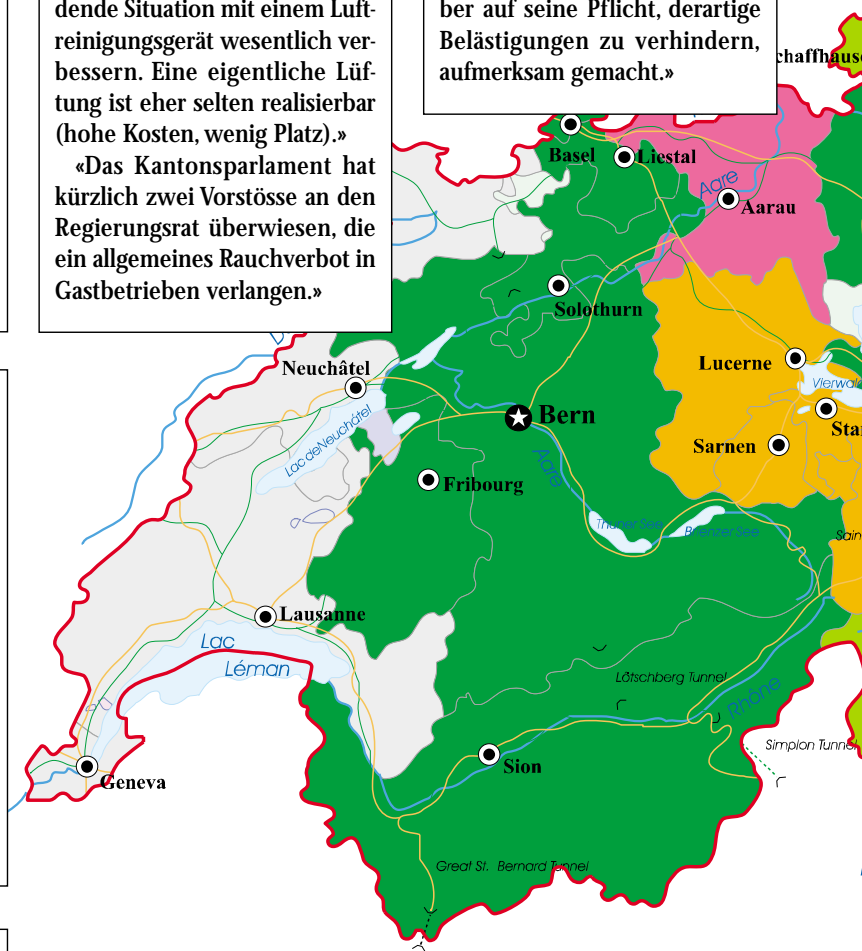 dende Situation mit einem Luft-
reinigungsgerät wesentlich ver-
bessern. Eine eigentliche Lüf-
tung ist eher selten realisierbar
(hohe Kosten, wenig Platz).»
«Das Kantonsparlament hat
kürzlich zwei Vorstösse an den
Regierungsrat überwiesen, die
ein allgemeines Rauchverbot in
Gastbetrieben verlangen.»
ber auf seine Pflicht, derartige
Belästigungen zu verhindern,
aufmerksam gemacht.»
chaffhause
Basel
Liestal
Aare
Aarau
Solothurn
Neuchâtel
Lucerne
Vierwal
Bern
Sta
Lac de Neuchâtel
Sarnen
Aare
Fribourg
Thuner See
Brienzer See
Sain
Lausanne
Lac
Léman
Lötschberg Tunnel
Rhône
Simplon Tunnel
Sion
Geneva
Great St. Bernard Tunnel